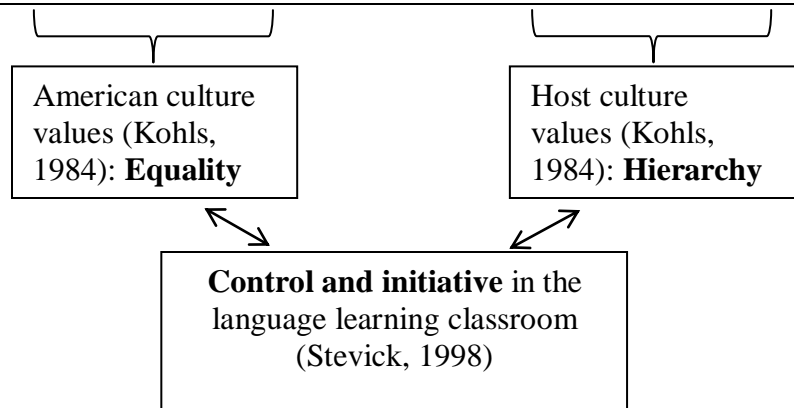 American culture
values (Kohls,
1984): Equality
Host culture
values (Kohls,
1984): Hierarchy
Control and initiative in the
language learning classroom
(Stevick, 1998)